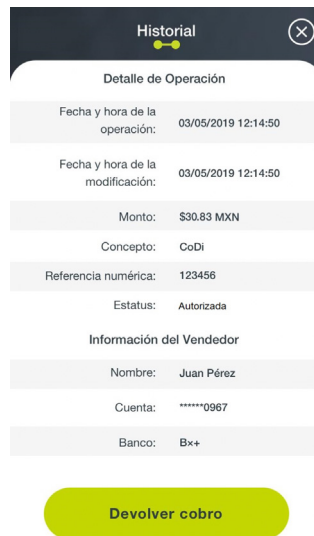 Historial
Detalle de Operación
Fecha y hora de la
operación: 03/05/2019 12:14:50
Fecha y hora de la
modificación: 03/05/2019 12:14:50
Monto: $30.83 MXN
Concepto: CoDi
Referencia numérica: 123456
Estatus: Autorizada
Información del Vendedor
Nombre: Juan Pérez
Cuenta: ******0967
Banco: B×+
Devolver cobro